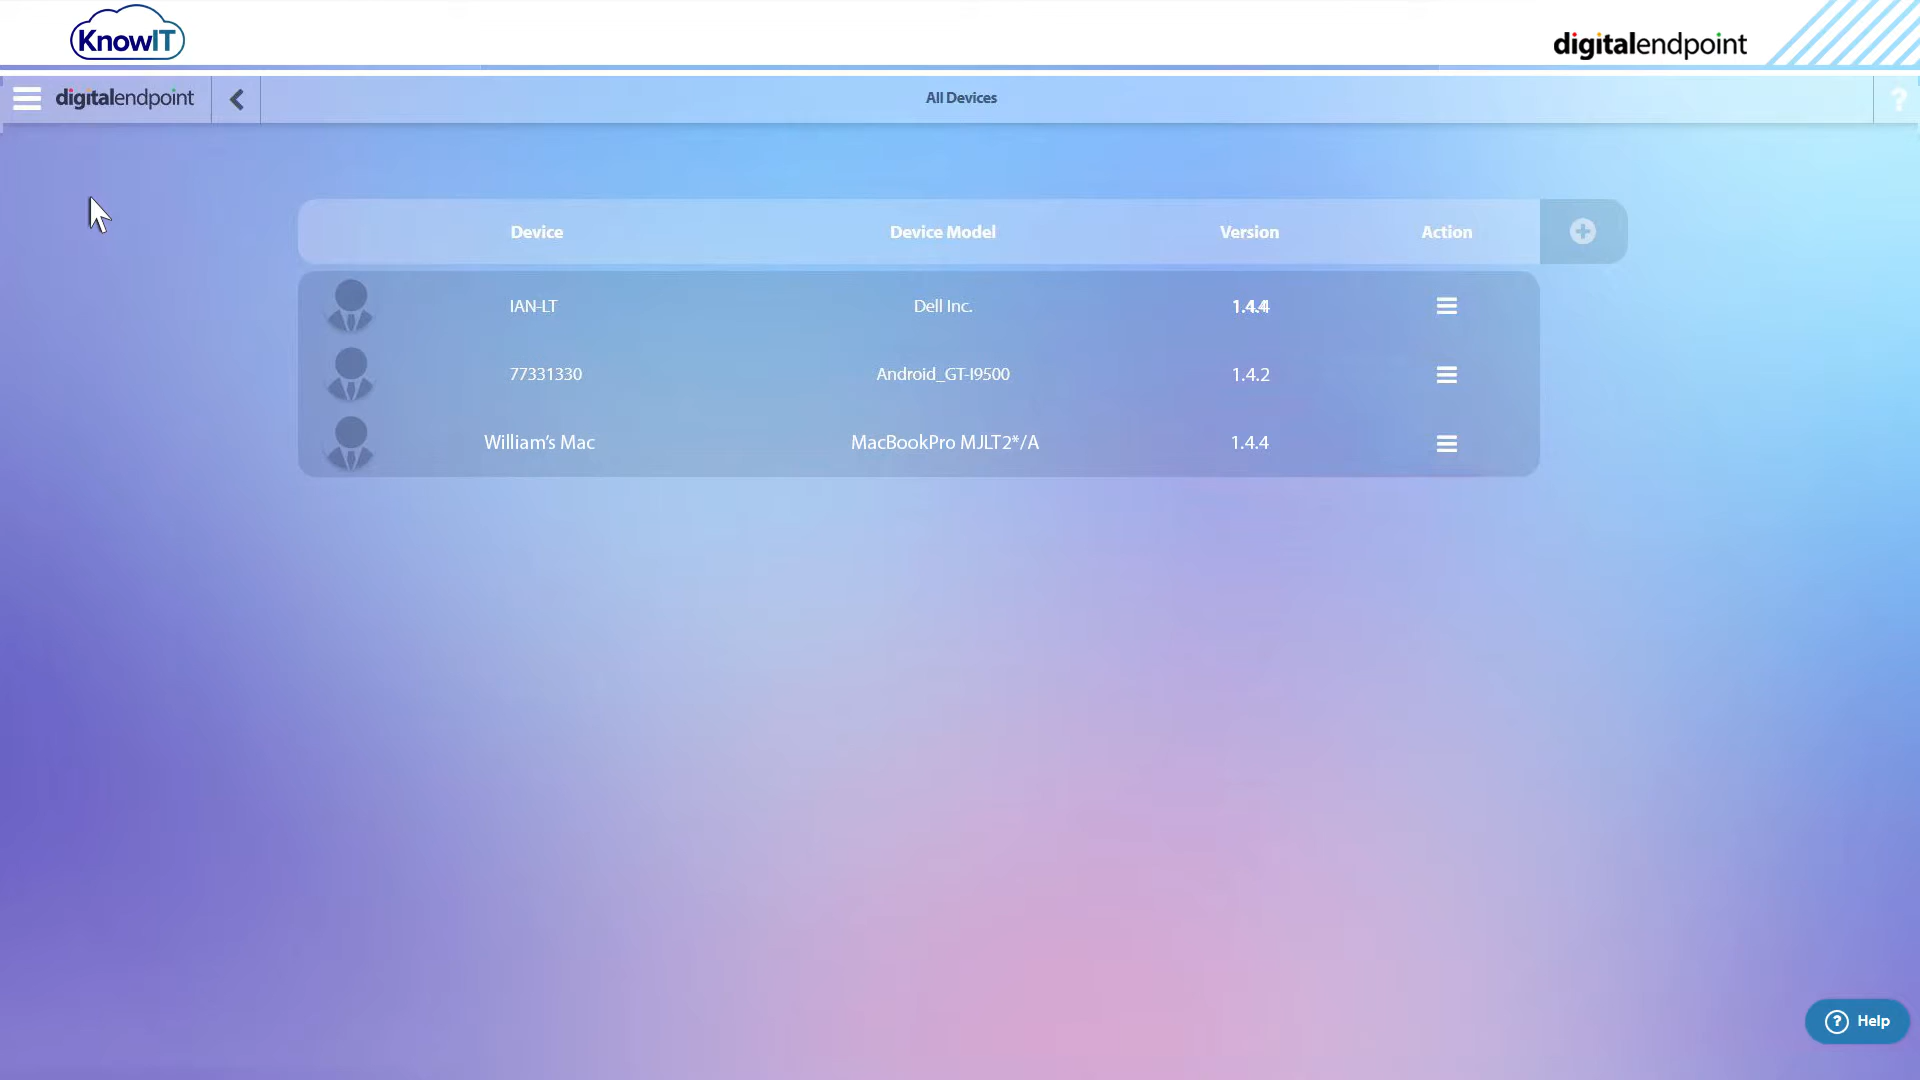 KnowIT
digitalendpoint
digitalendpoint
All Devices
?
Device Device Model Version Action
IAN-LT Dell Inc. 1.4.4
77331330 Android_GT-I9500 1.4.2
William's Mac MacBookPro MJLT2*/A 1.4.4
? Help